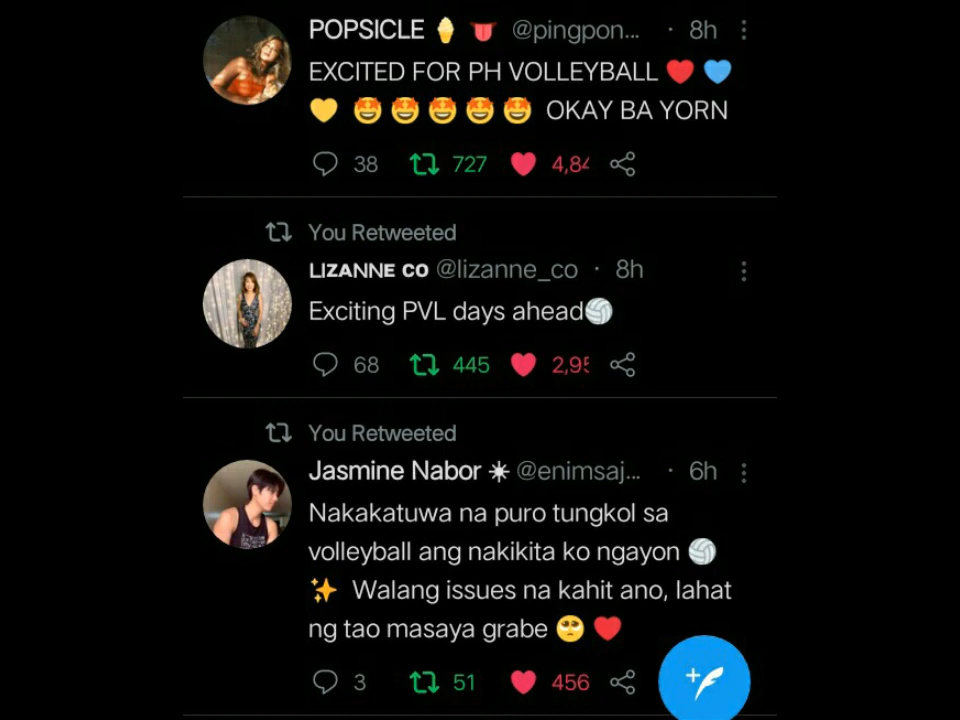 POPSICLE 🍦 👅 @pingpon... · 8h
EXCITED FOR PH VOLLEYBALL ❤️ 💙
💛 🤩 🤩 🤩 🤩 🤩 OKAY BA YORN
38 727 4,84
You Retweeted
LIZANNE CO @lizanne_co · 8h
Exciting PVL days ahead🏐
68 445 2,95
You Retweeted
Jasmine Nabor ☀ @enimsaj... · 6h
Nakakatuwa na puro tungkol sa
volleyball ang nakikita ko ngayon 🏐
✨ Walang issues na kahit ano, lahat
ng tao masaya grabe 🥺 ❤️
3 51 456